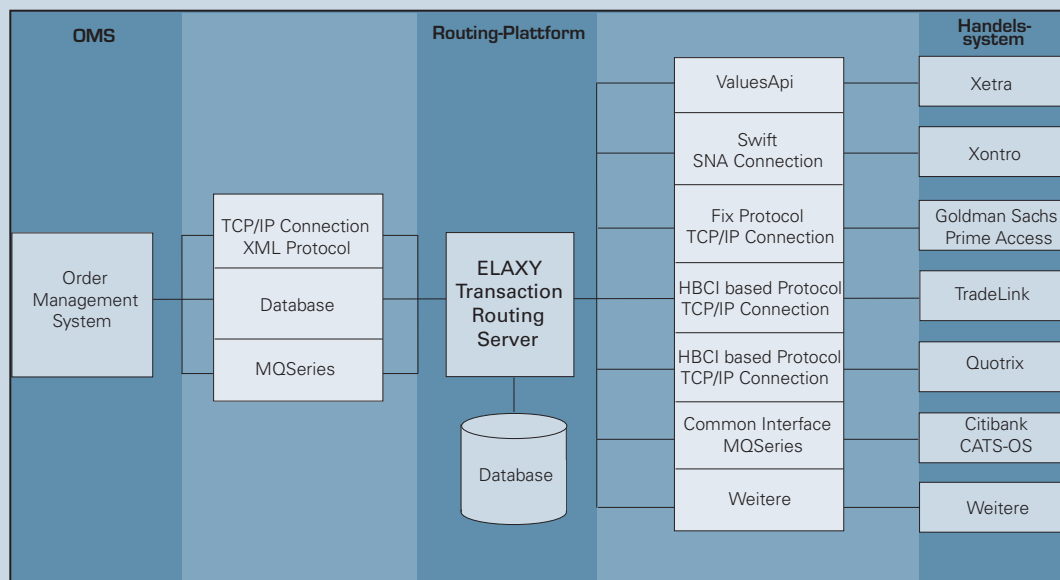 OMS
Routing-Plattform
Handels-
system
Order
Management
System
TCP/IP Connection
XML Protocol
Database
MQSeries
ELAXY
Transaction
Routing
Server
Database
ValuesApi
Swift
SNA Connection
Fix Protocol
TCP/IP Connection
HBCI based Protocol
TCP/IP Connection
HBCI based Protocol
TCP/IP Connection
Common Interface
MQSeries
Weitere
Xetra
Xontro
Goldman Sachs
Prime Access
TradeLink
Quotrix
Citibank
CATS-OS
Weitere